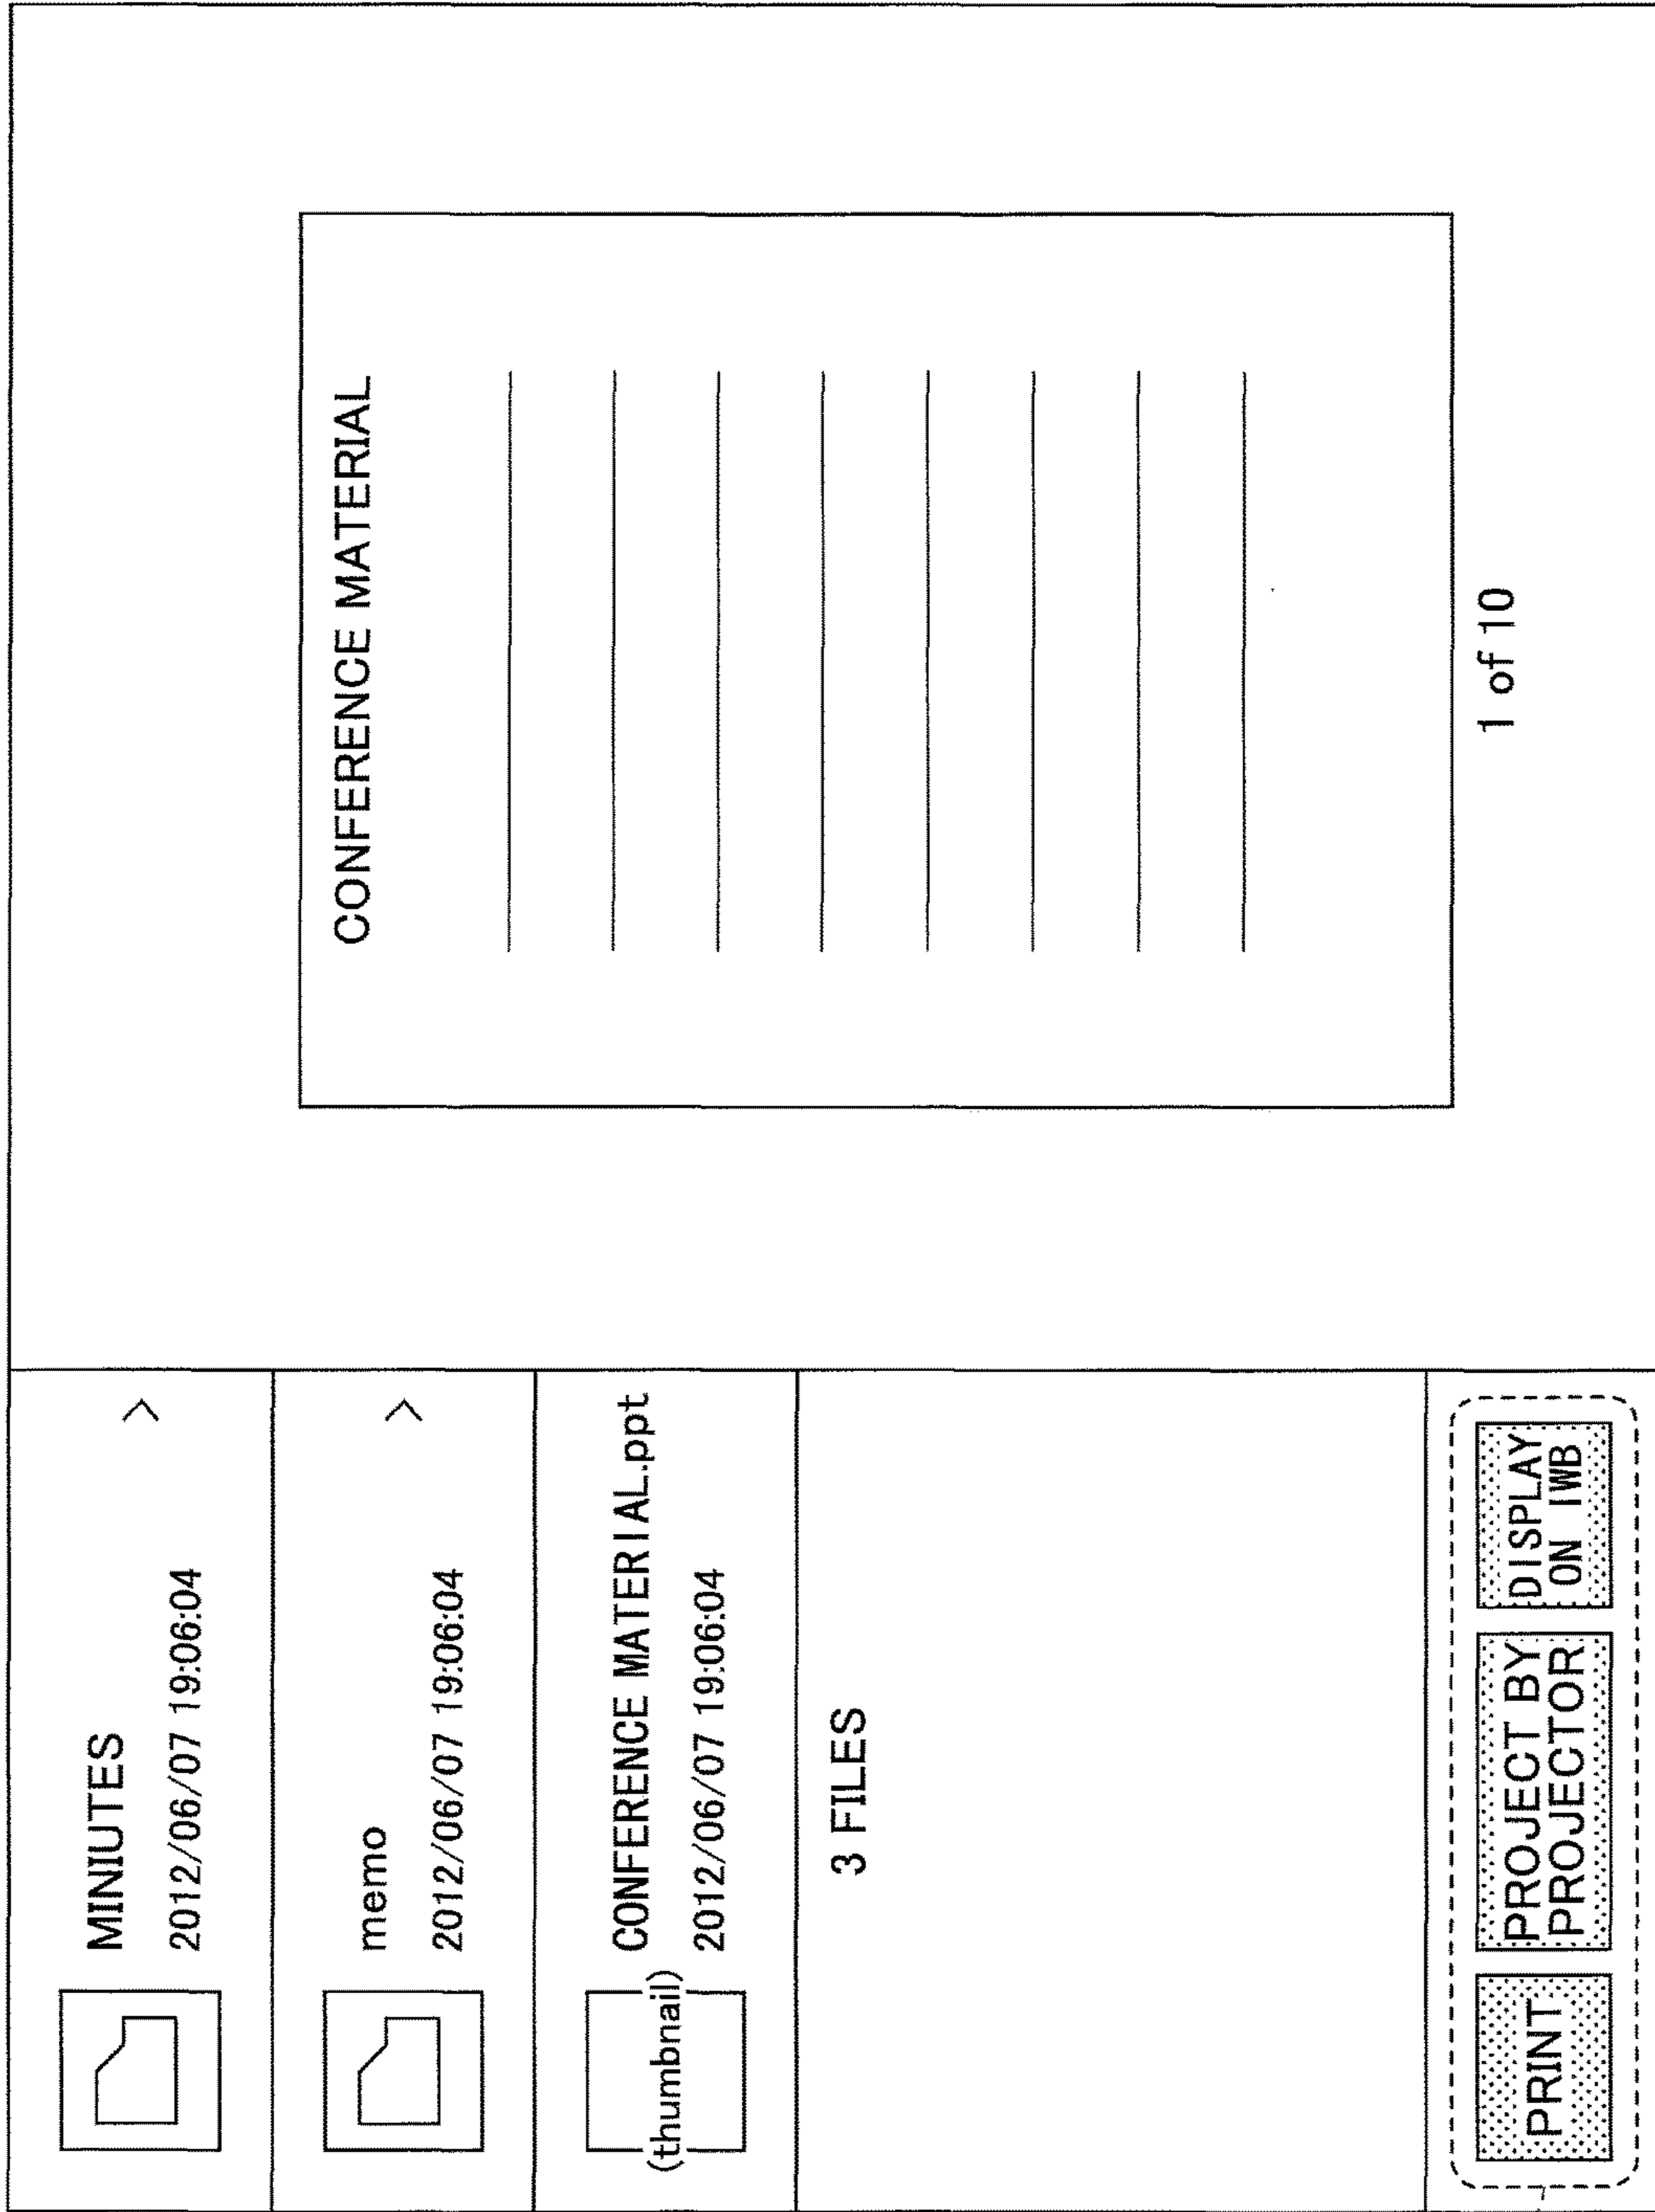 MINIUTES
2012/06/07 19:06:04
>
memo
2012/06/07 19:06:04
>
(thumbnail)
CONFERENCE MATERIAL.ppt
2012/06/07 19:06:04
3 FILES
PRINT
PROJECT BY
PROJECTOR
DISPLAY
ON IWB
CONFERENCE MATERIAL
1 of 10